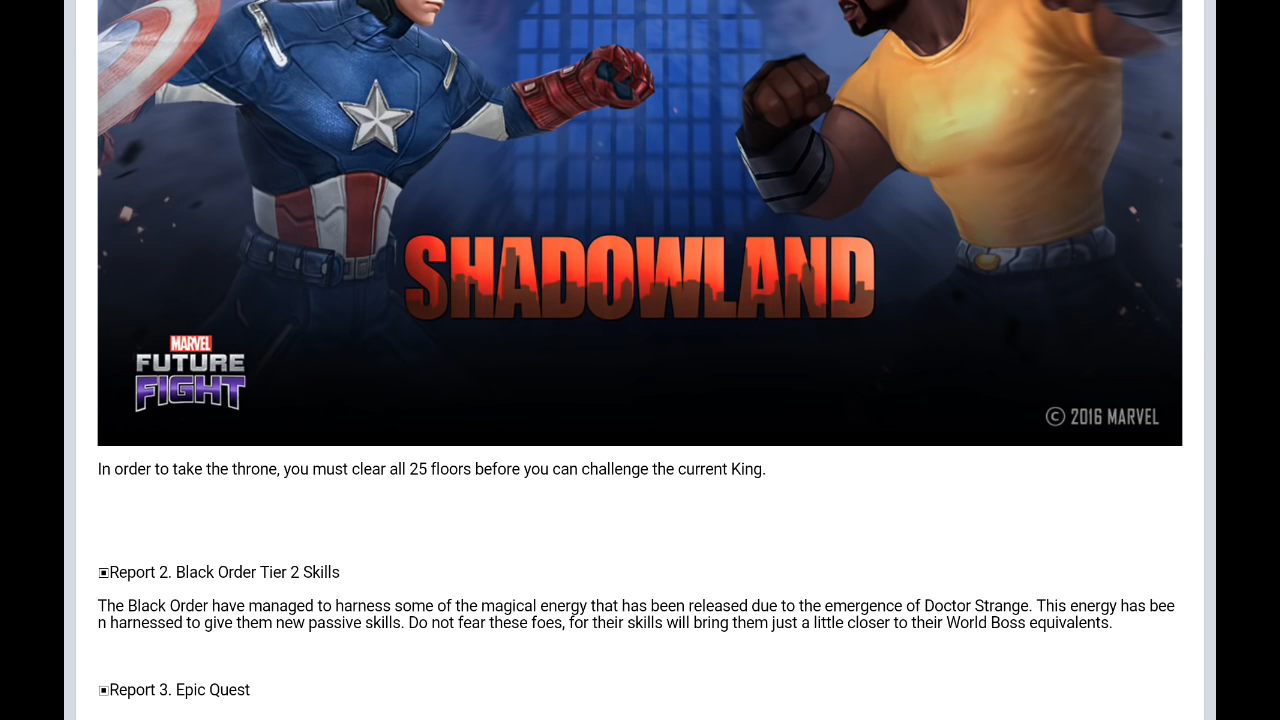 SHADOWLAND
MARVEL
FUTURE
FIGHT
© 2016 MARVEL
In order to take the throne, you must clear all 25 floors before you can challenge the current King.
▣Report 2. Black Order Tier 2 Skills
The Black Order have managed to harness some of the magical energy that has been released due to the emergence of Doctor Strange. This energy has bee
n harnessed to give them new passive skills. Do not fear these foes, for their skills will bring them just a little closer to their World Boss equivalents.
▣Report 3. Epic Quest